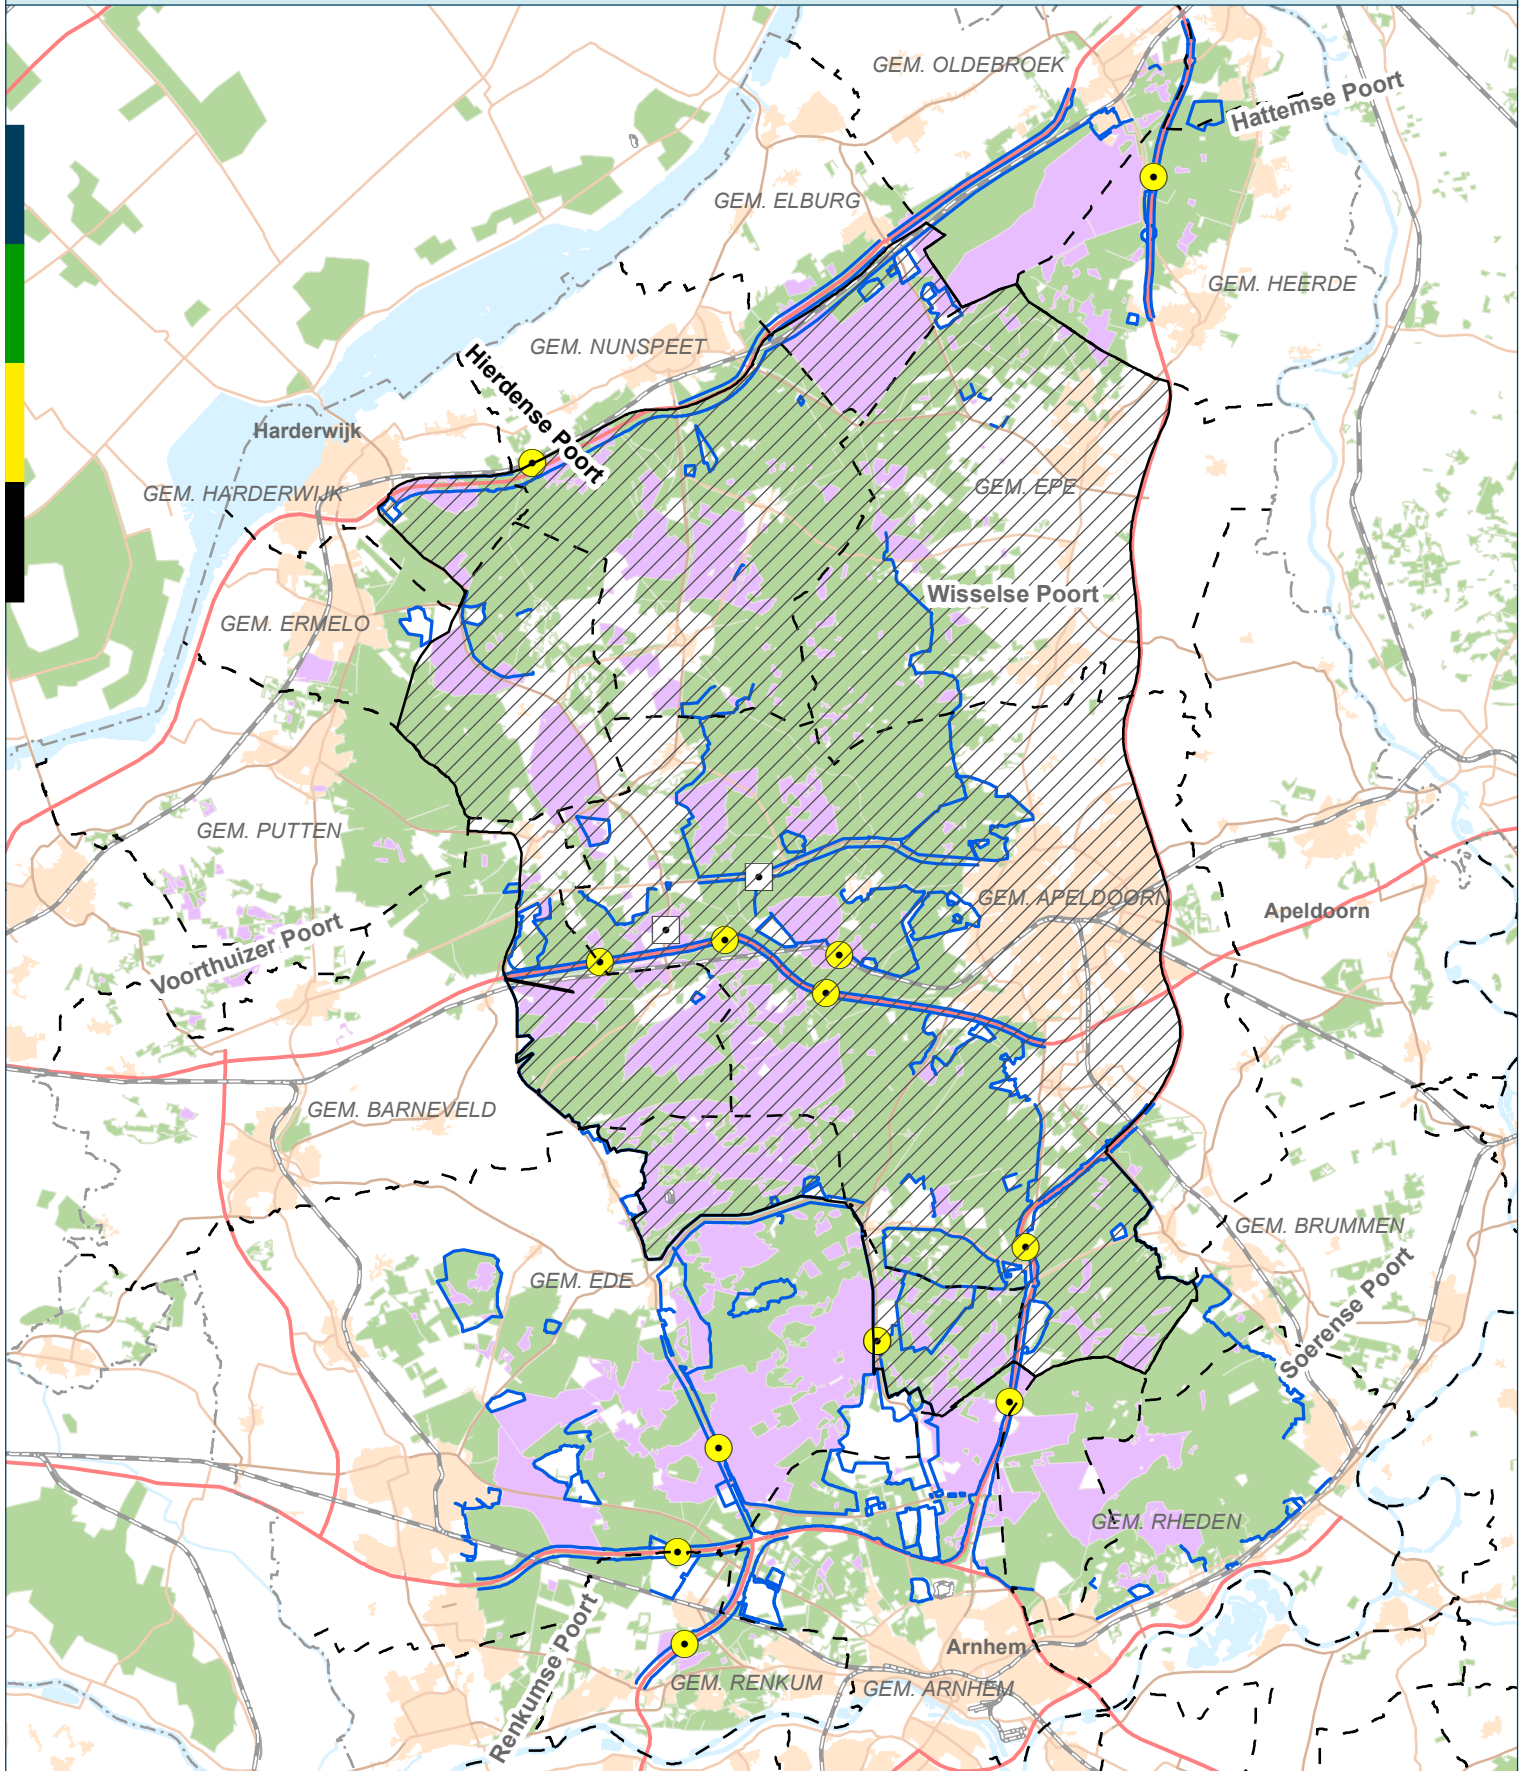 GEM. OLDEBROEK
Hattemse Poort
GEM. ELBURG
GEM. HEERDE
GEM. NUNSPEET
Hierdense Poort
Harderwijk
GEM. HARDERWIJK
GEM. EPE
Wisselse Poort
GEM. ERMELO
GEM. PUTTEN
GEM. APELDOORN
Apeldoorn
Voorthuizer Poort
GEM. BARNEVELD
GEM. BRUMMEN
GEM. EDE
Soerense Poort
GEM. RHEDEN
Renkumse Poort
Arnhem
GEM. RENKUM
GEM. ARNHEM